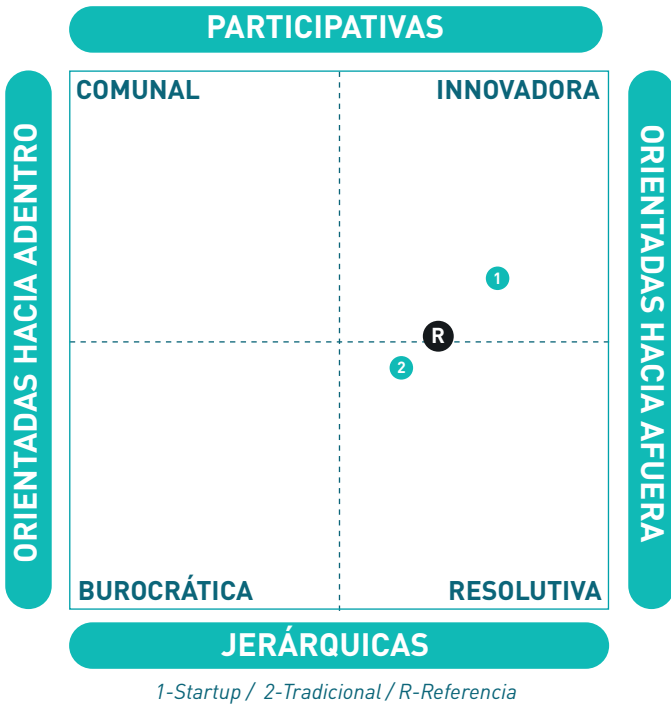 PARTICIPATIVAS
ORIENTADAS HACIA ADENTRO
COMUNAL
INNOVADORA
ORIENTADAS HACIA AFUERA
1
R
2
BUROCRÁTICA
RESOLUTIVA
JERÁRQUICAS
1-Startup / 2-Tradicional / R-Referencia